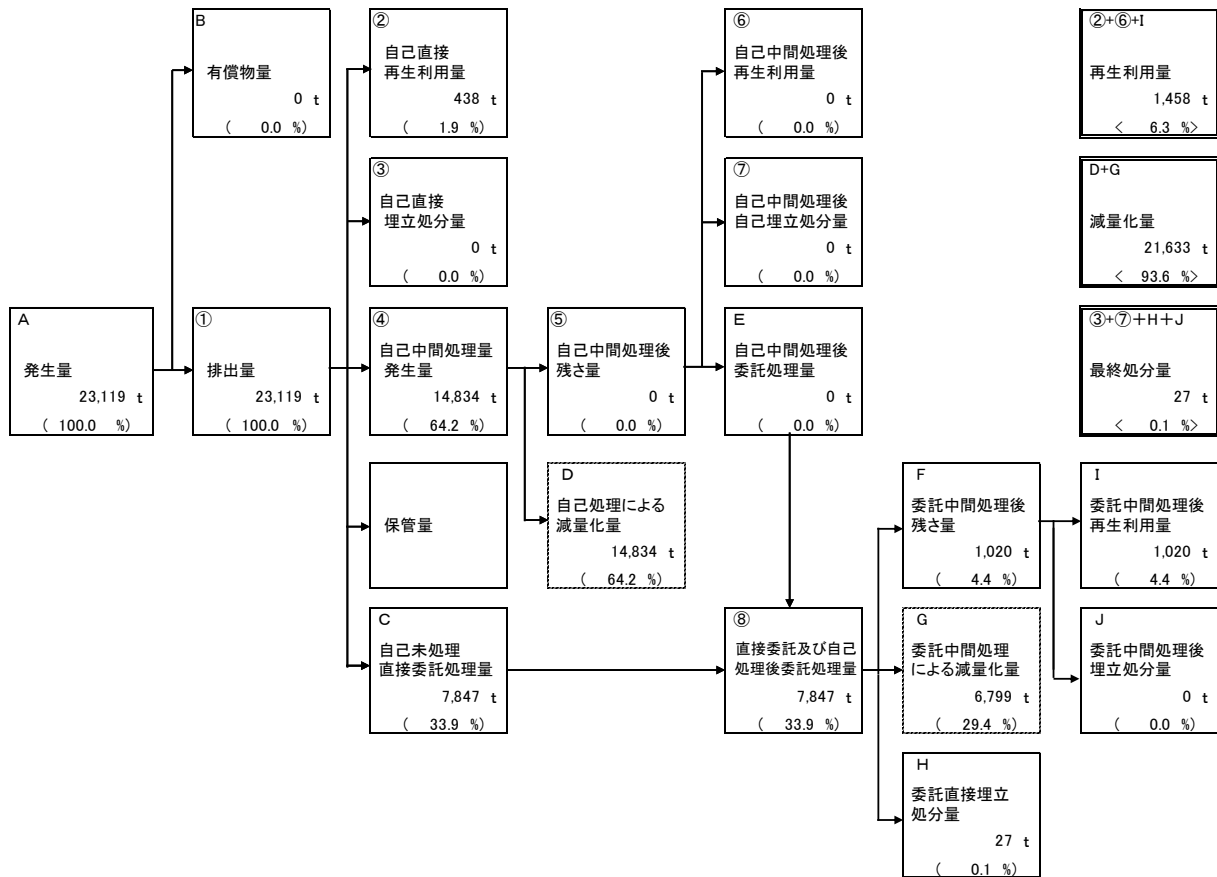 B
有償物量
0 t
( 0.0 %)
②
自己直接
再生利用量
438 t
( 1.9 %)
⑥
自己中間処理後
再生利用量
0 t
( 0.0 %)
②+⑥+I
再生利用量
1,458 t
< 6.3 %>
③
自己直接
埋立処分量
0 t
( 0.0 %)
⑦
自己中間処理後
自己埋立処分量
0 t
( 0.0 %)
D+G
減量化量
21,633 t
< 93.6 %>
A
発生量
23,119 t
( 100.0 %)
①
排出量
23,119 t
( 100.0 %)
④
自己中間処理量
発生量
14,834 t
( 64.2 %)
⑤
自己中間処理後
残さ量
0 t
( 0.0 %)
E
自己中間処理後
委託処理量
0 t
( 0.0 %)
③+⑦+H+J
最終処分量
27 t
< 0.1 %>
保管量
D
自己処理による
減量化量
14,834 t
( 64.2 %)
F
委託中間処理後
残さ量
1,020 t
( 4.4 %)
I
委託中間処理後
再生利用量
1,020 t
( 4.4 %)
C
自己未処理
直接委託処理量
7,847 t
( 33.9 %)
⑧
直接委託及び自己
処理後委託処理量
7,847 t
( 33.9 %)
G
委託中間処理
による減量化量
6,799 t
( 29.4 %)
J
委託中間処理後
埋立処分量
0 t
( 0.0 %)
H
委託直接埋立
処分量
27 t
( 0.1 %)